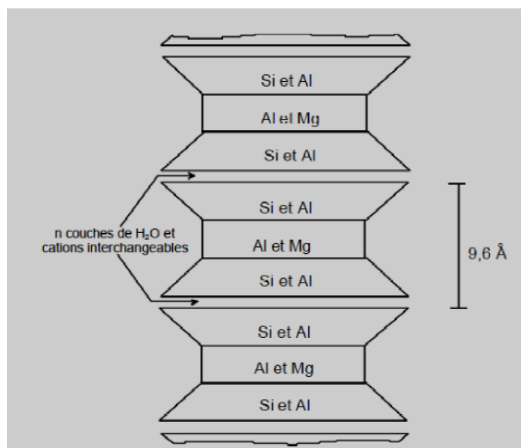 Si et Al
Al el Mg
Si et Al
Si et Al
n couches de H₂O et
cations interchangeables
Al et Mg
9,6 Å
Si et Al
Si et Al
Al et Mg
Si et Al